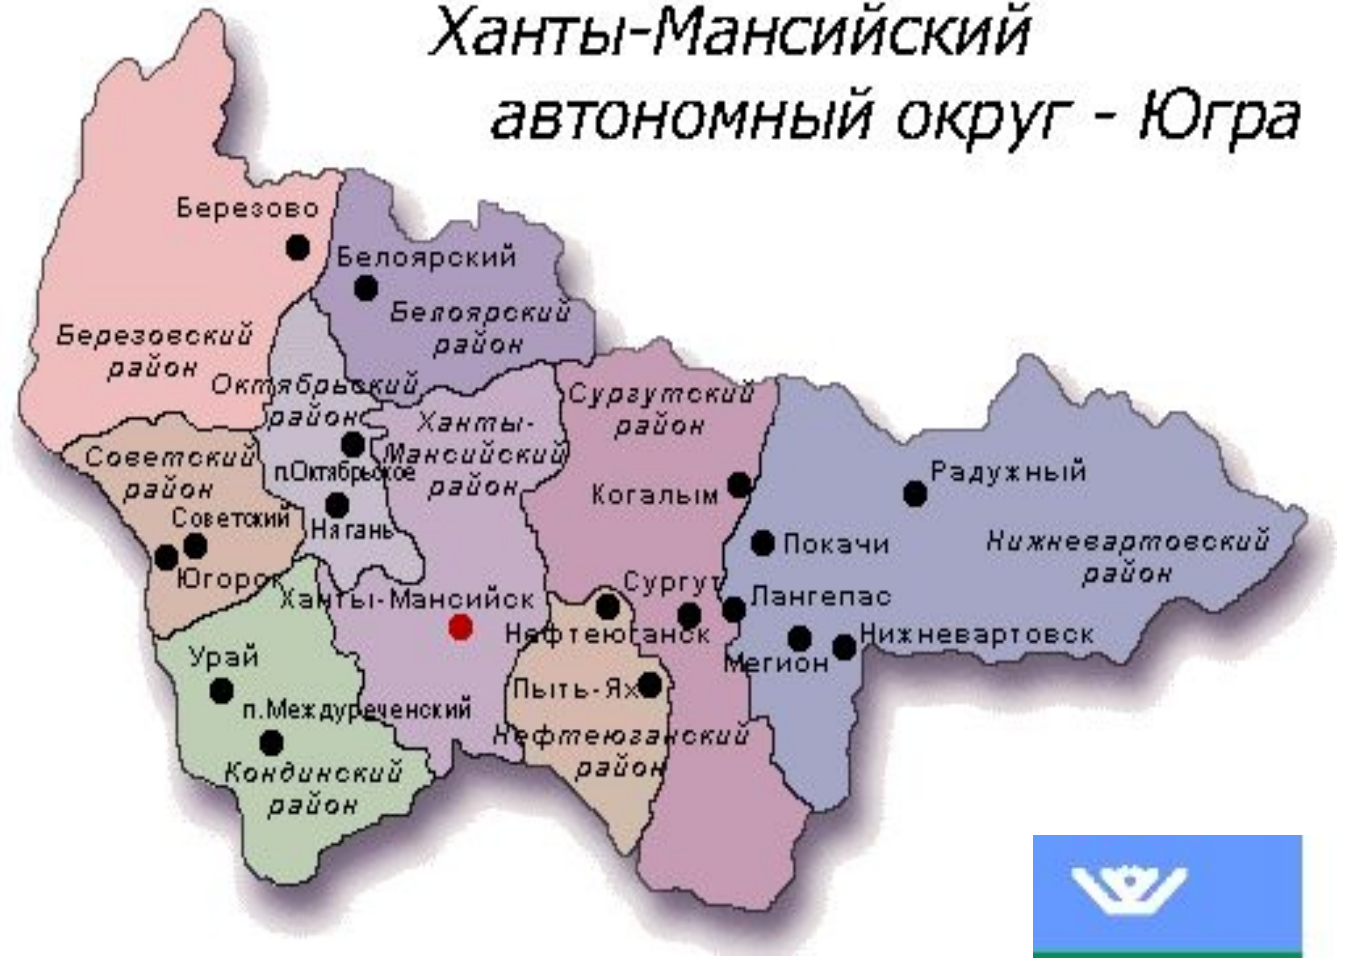 Ханты-Мансийский
автономный округ - Югра
Березово
Белоярский
Белоярский
район
Березовский
район
Октябрьский
район
Сургутский
район
Ханты-
Мансийский
район
Советский
район
п.Октябрьское
Когалым
Радужный
Советский
Нягань
Покачи
Нижневартовский
район
Югорск
Ханты-Мансийск
Сургут
Лангепас
Нефтеюганск
Нижневартовск
Мегион
Урай
Пыть-Ях
п.Междуреченский
Нефтеюганский
район
Кондинский
район